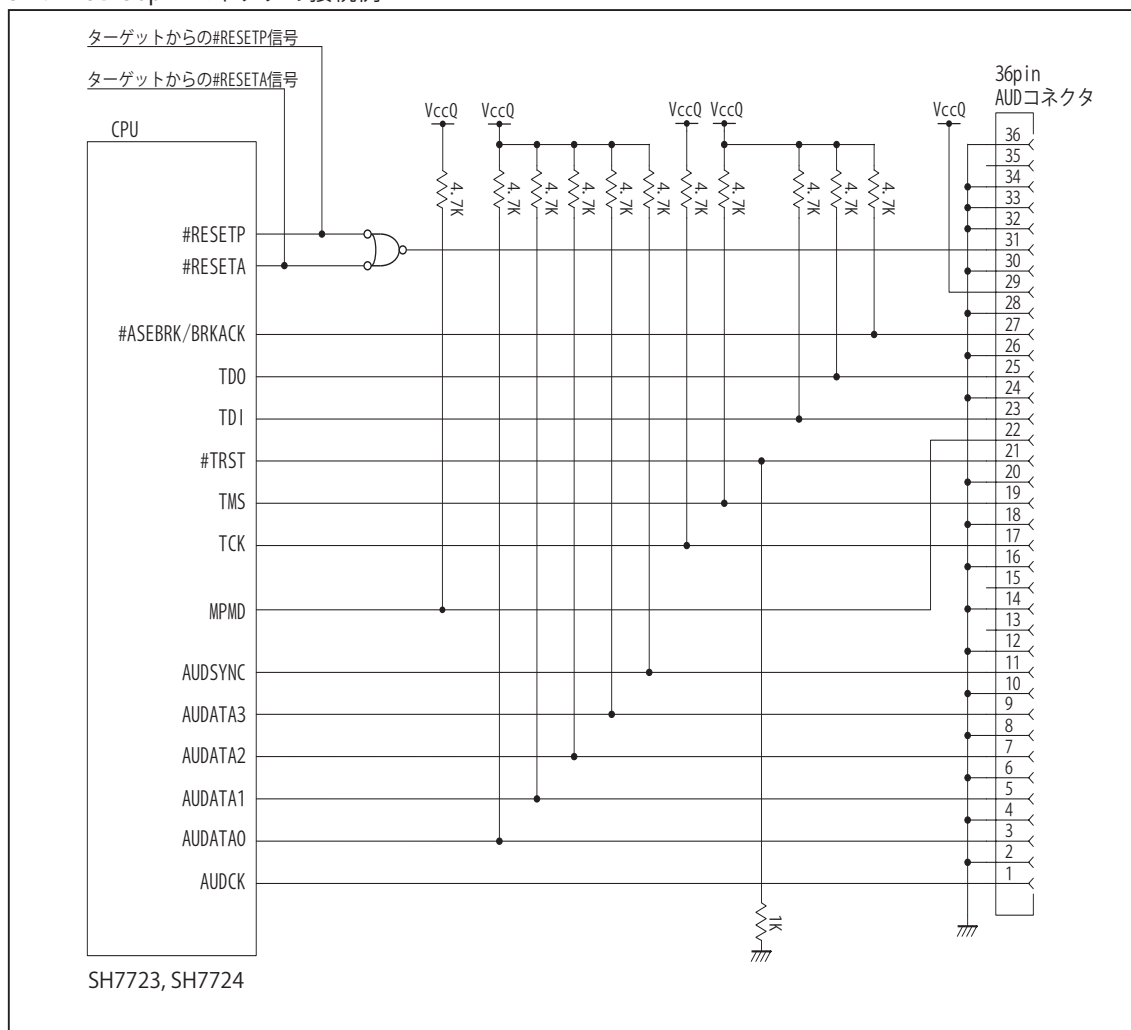 ターゲットからの#RESETP信号
ターゲットからの#RESETA信号
36pin
AUDコネクタ
VccQ VccQ VccQ VccQ VccQ
CPU
4.7K 4.7K 4.7K 4.7K 4.7K 4.7K 4.7K 4.7K 4.7K 4.7K 4.7K
36
35
34
33
#RESETP
32
31
#RESETA
30
29
28
#ASEBRK/BRKACK 27
26
TDO 25
24
TDI 23
22
#TRST 21
20
TMS 19
18
TCK 17
16
15
MPMD 14
13
12
AUDSYNC 11
10
AUDATA3 9
8
AUDATA2 7
6
AUDATA1 5
4
AUDATA0 3
2
AUDCK 1
1K
SH7723, SH7724